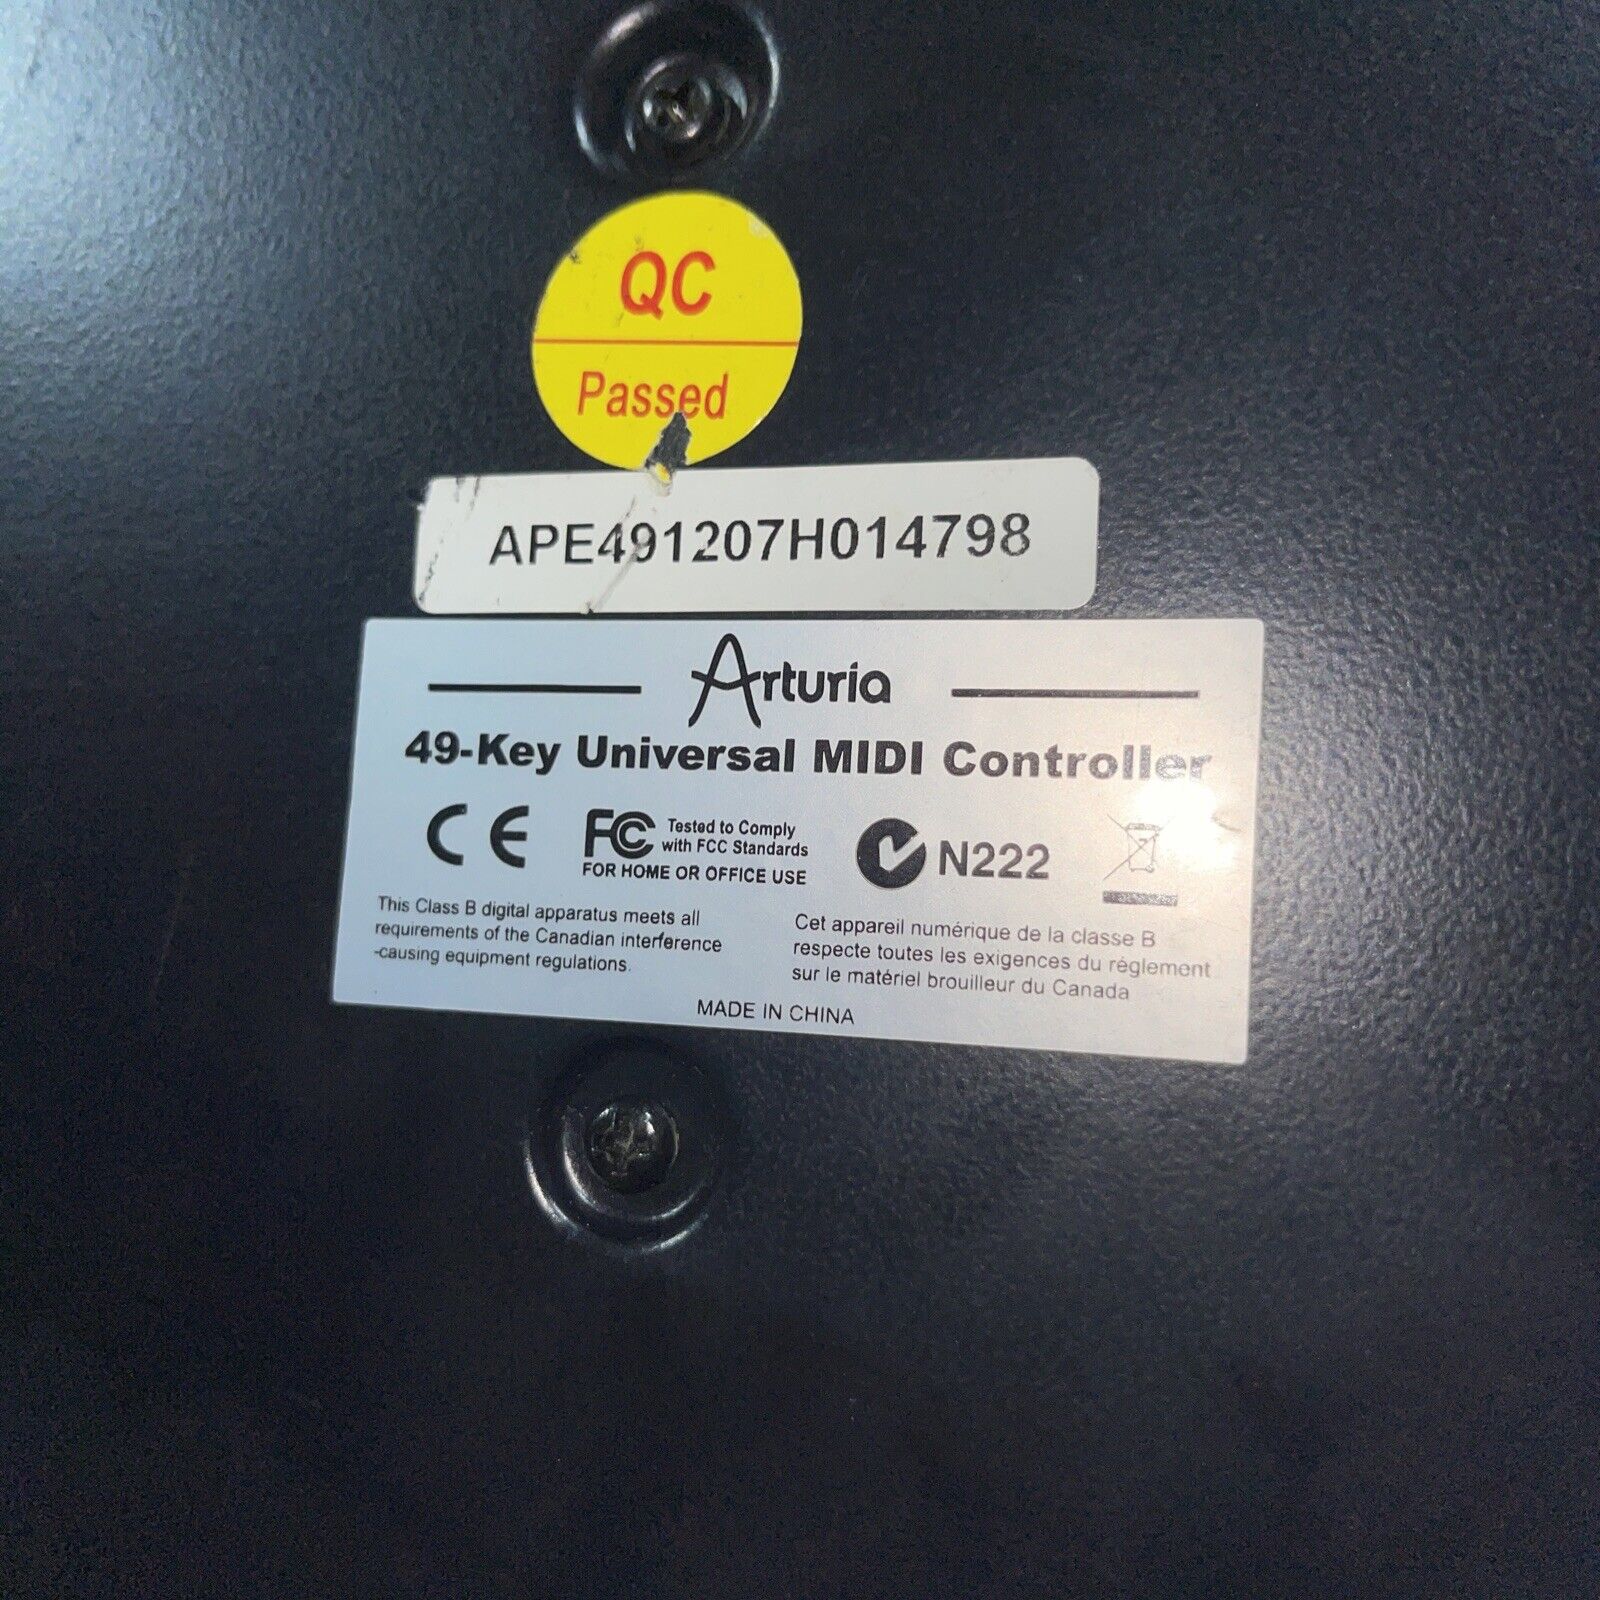 QC
Passed
APE491207H014798
Arturia
49-Key Universal MIDI Controller
CE FC Tested to Comply
with FCC Standards
FOR HOME OR OFFICE USE
N222
This Class B digital apparatus meets all
requirements of the Canadian interference
-causing equipment regulations.
Cet appareil numérique de la classe B
respecte toutes les exigences du réglement
sur le matériel brouilleur du Canada
MADE IN CHINA